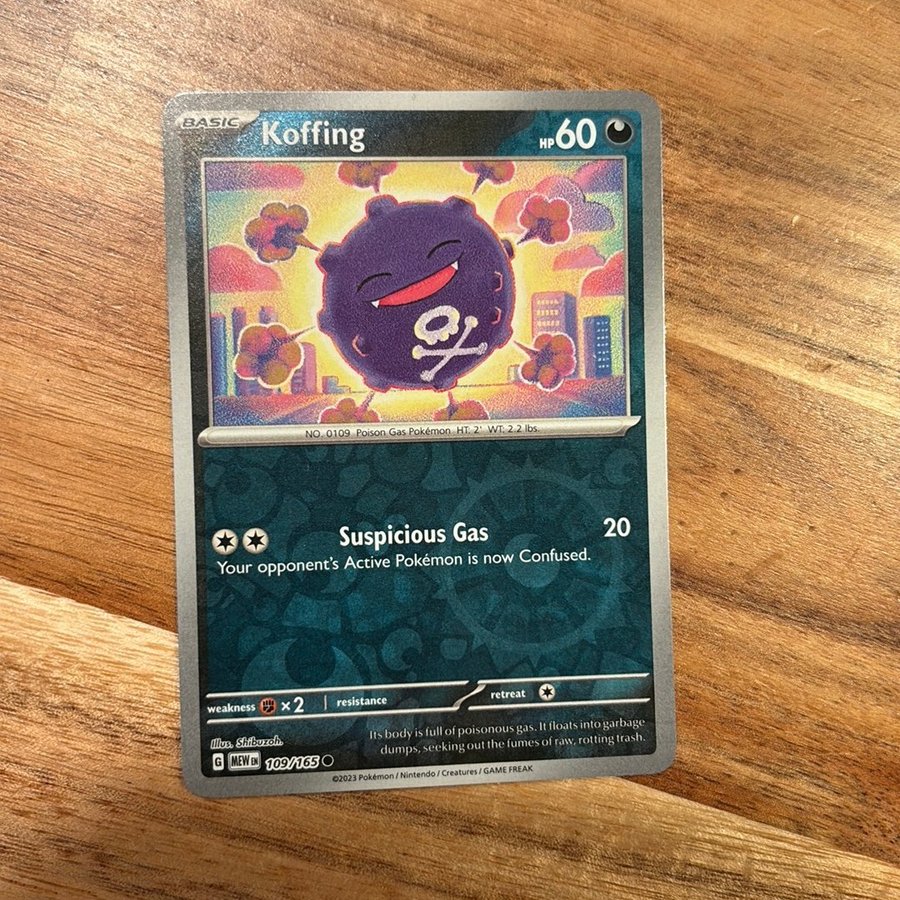 BASIC Koffing HP60
NO. 0109 Poison Gas Pokémon HT: 2' WT: 2.2 lbs.
Suspicious Gas 20
Your opponent's Active Pokémon is now Confused.
weakness ×2 resistance retreat
Its body is full of poisonous gas. It floats into garbage
dumps, seeking out the fumes of raw, rotting trash.
Illus. Shibuzoh.
G MEW EN 109/165
©2023 Pokémon / Nintendo / Creatures / GAME FREAK